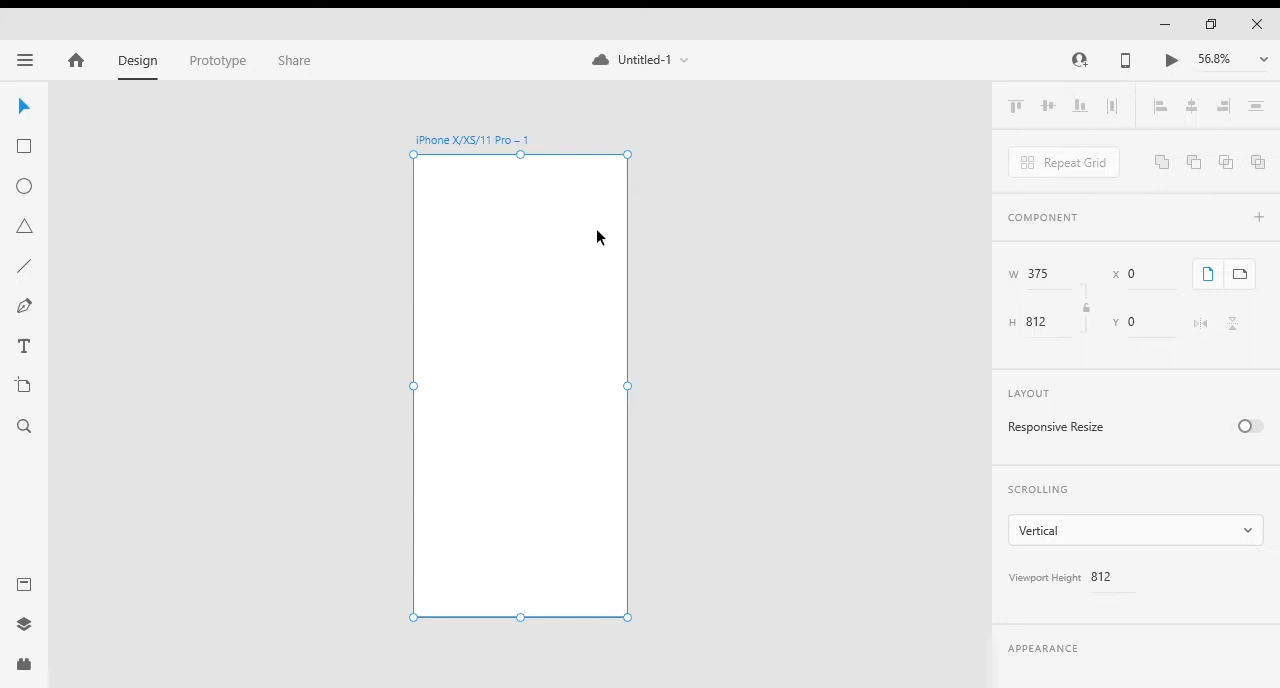 Design Prototype Share Untitled-1 56.8%
iPhone X/XS/11 Pro – 1
Repeat Grid
COMPONENT
W 375 X 0
H 812 Y 0
LAYOUT
Responsive Resize
SCROLLING
Vertical
Viewport Height 812
APPEARANCE